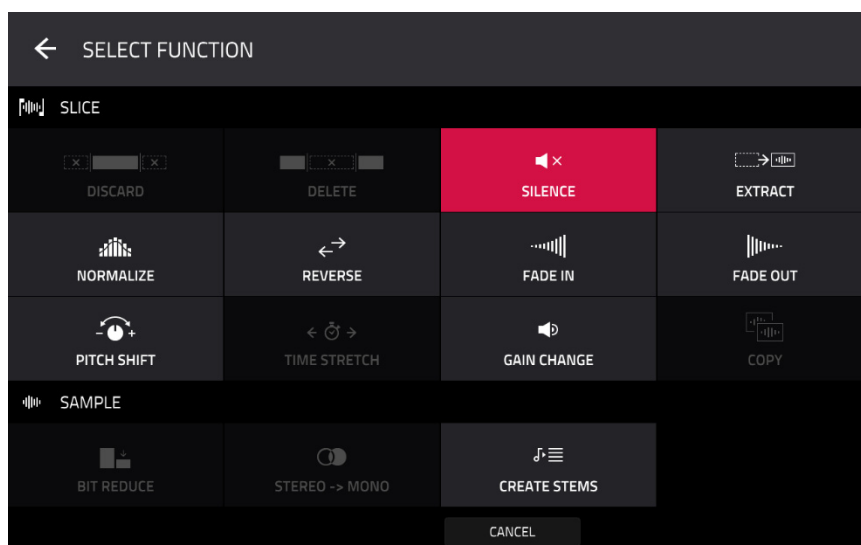 SELECT FUNCTION
SLICE
DISCARD
DELETE
SILENCE
EXTRACT
NORMALIZE
REVERSE
FADE IN
FADE OUT
PITCH SHIFT
TIME STRETCH
GAIN CHANGE
COPY
SAMPLE
BIT REDUCE
STEREO -> MONO
CREATE STEMS
CANCEL